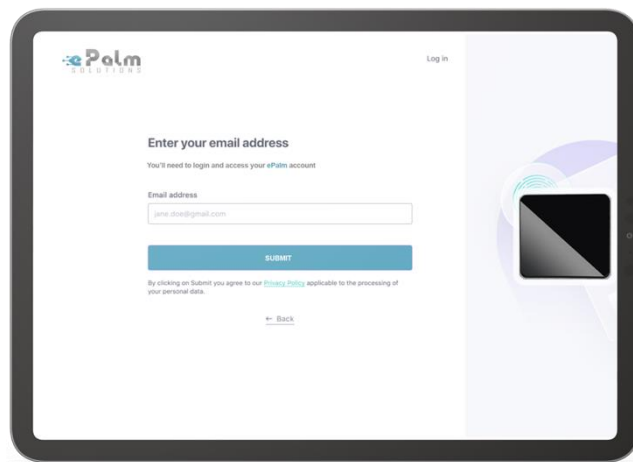 ePalm
SOLUTIONS
Log in
Enter your email address
You'll need to login and access your ePalm account
Email address
jane.doe@gmail.com
SUBMIT
By clicking on Submit you agree to our Privacy Policy applicable to the processing of
your personal data.
← Back